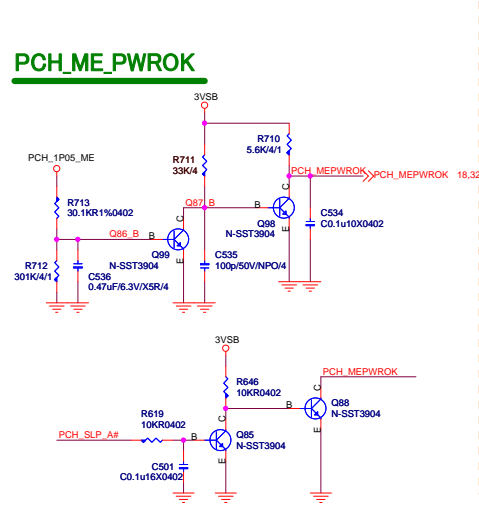 PCH_ME_PWROK
3VSB
R710
5.6K/4/1
PCH_1P05_ME
R711
33K/4
PCH_MEPWROK
PCH_MEPWROK 18,32
R713
30.1KR1%0402
Q87_B
B
C
E
Q98
N-SST3904
C534
C0.1u10X0402
Q86_B
B
C
E
Q99
N-SST3904
R712
301K/4/1
C536
0.47uF/6.3V/X5R/4
C535
100p/50V/NPO/4
3VSB
R646
10KR0402
PCH_MEPWROK
C
B
E
Q88
N-SST3904
R619
10KR0402
PCH_SLP_A#
B
C
E
Q85
N-SST3904
C501
C0.1u16X0402